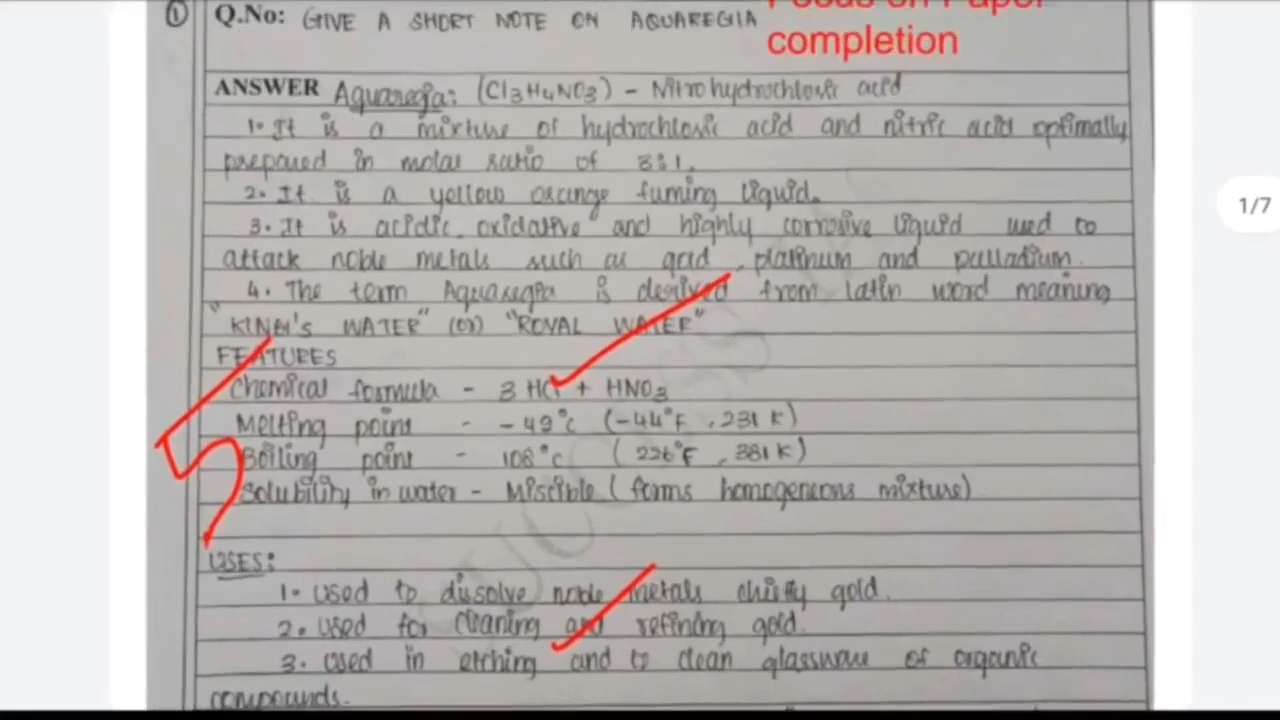 ① Q.No: GIVE A SHORT NOTE ON AQUAREGIA
Focus on Paper
completion
ANSWER Aquaregia: (Cl3H4NO3) - Nitrohydrochloric acid
1. It is a mixture of hydrochloric acid and nitric acid optimally
prepared in molar ratio of 3:1.
2. It is a yellow orange fuming liquid.
3. It is acidic, oxidative and highly corrosive liquid used to
attack noble metals such as gold, platinum and palladium.
4. The term Aquaregia is derived from latin word meaning
"KING's WATER" (or) "ROYAL WATER"
FEATURES
Chemical formula - 3 HCl + HNO3
Melting point - -42°C (-44°F, 231 K)
Boiling point - 108°C (226°F, 381K)
Solubility in water - Miscible (forms homogeneous mixture)
5
USES:
1. used to dissolve noble metals chiefly gold.
2. used for cleaning and refining gold.
3. used in etching and to clean glassware of organic
compounds.
1/7